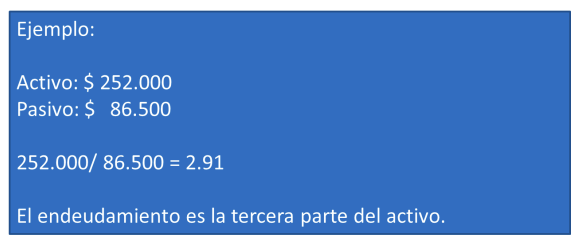 Ejemplo:
Activo: $ 252.000
Pasivo: $   86.500
252.000/ 86.500 = 2.91
El endeudamiento es la tercera parte del activo.